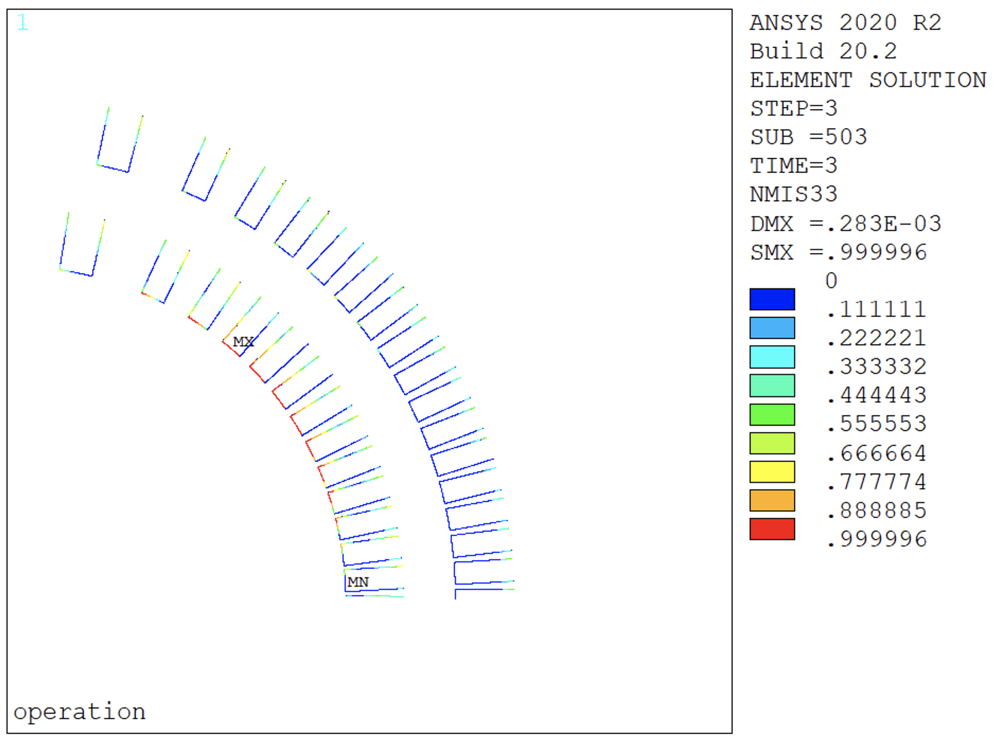 1
ANSYS 2020 R2
Build 20.2
ELEMENT SOLUTION
STEP=3
SUB =503
TIME=3
NMIS33
DMX =.283E-03
SMX =.999996
0
.111111
.222221
.333332
.444443
.555553
.666664
.777774
.888885
.999996
MX
MN
operation